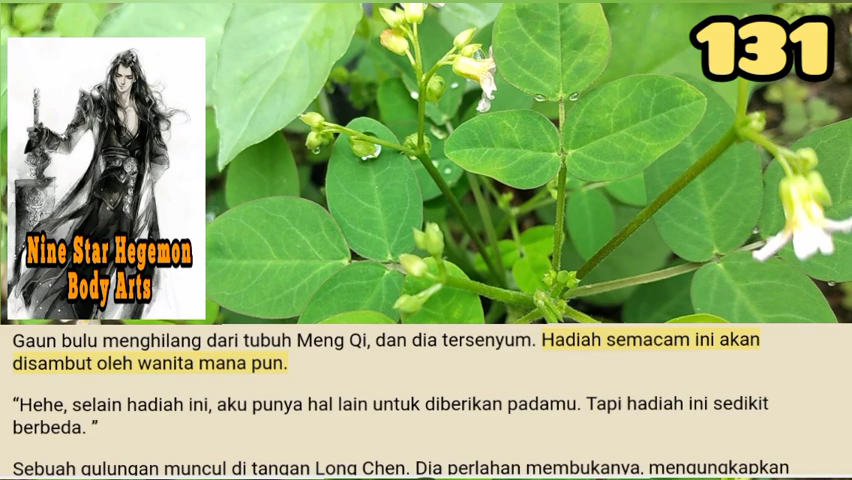 131
Nine Star Hegemon
Body Arts
Gaun bulu menghilang dari tubuh Meng Qi, dan dia tersenyum. Hadiah semacam ini akan
disambut oleh wanita mana pun.
“Hehe, selain hadiah ini, aku punya hal lain untuk diberikan padamu. Tapi hadiah ini sedikit
berbeda. ”
Sebuah gulungan muncul di tangan Long Chen. Dia perlahan membukanya, mengungkapkan